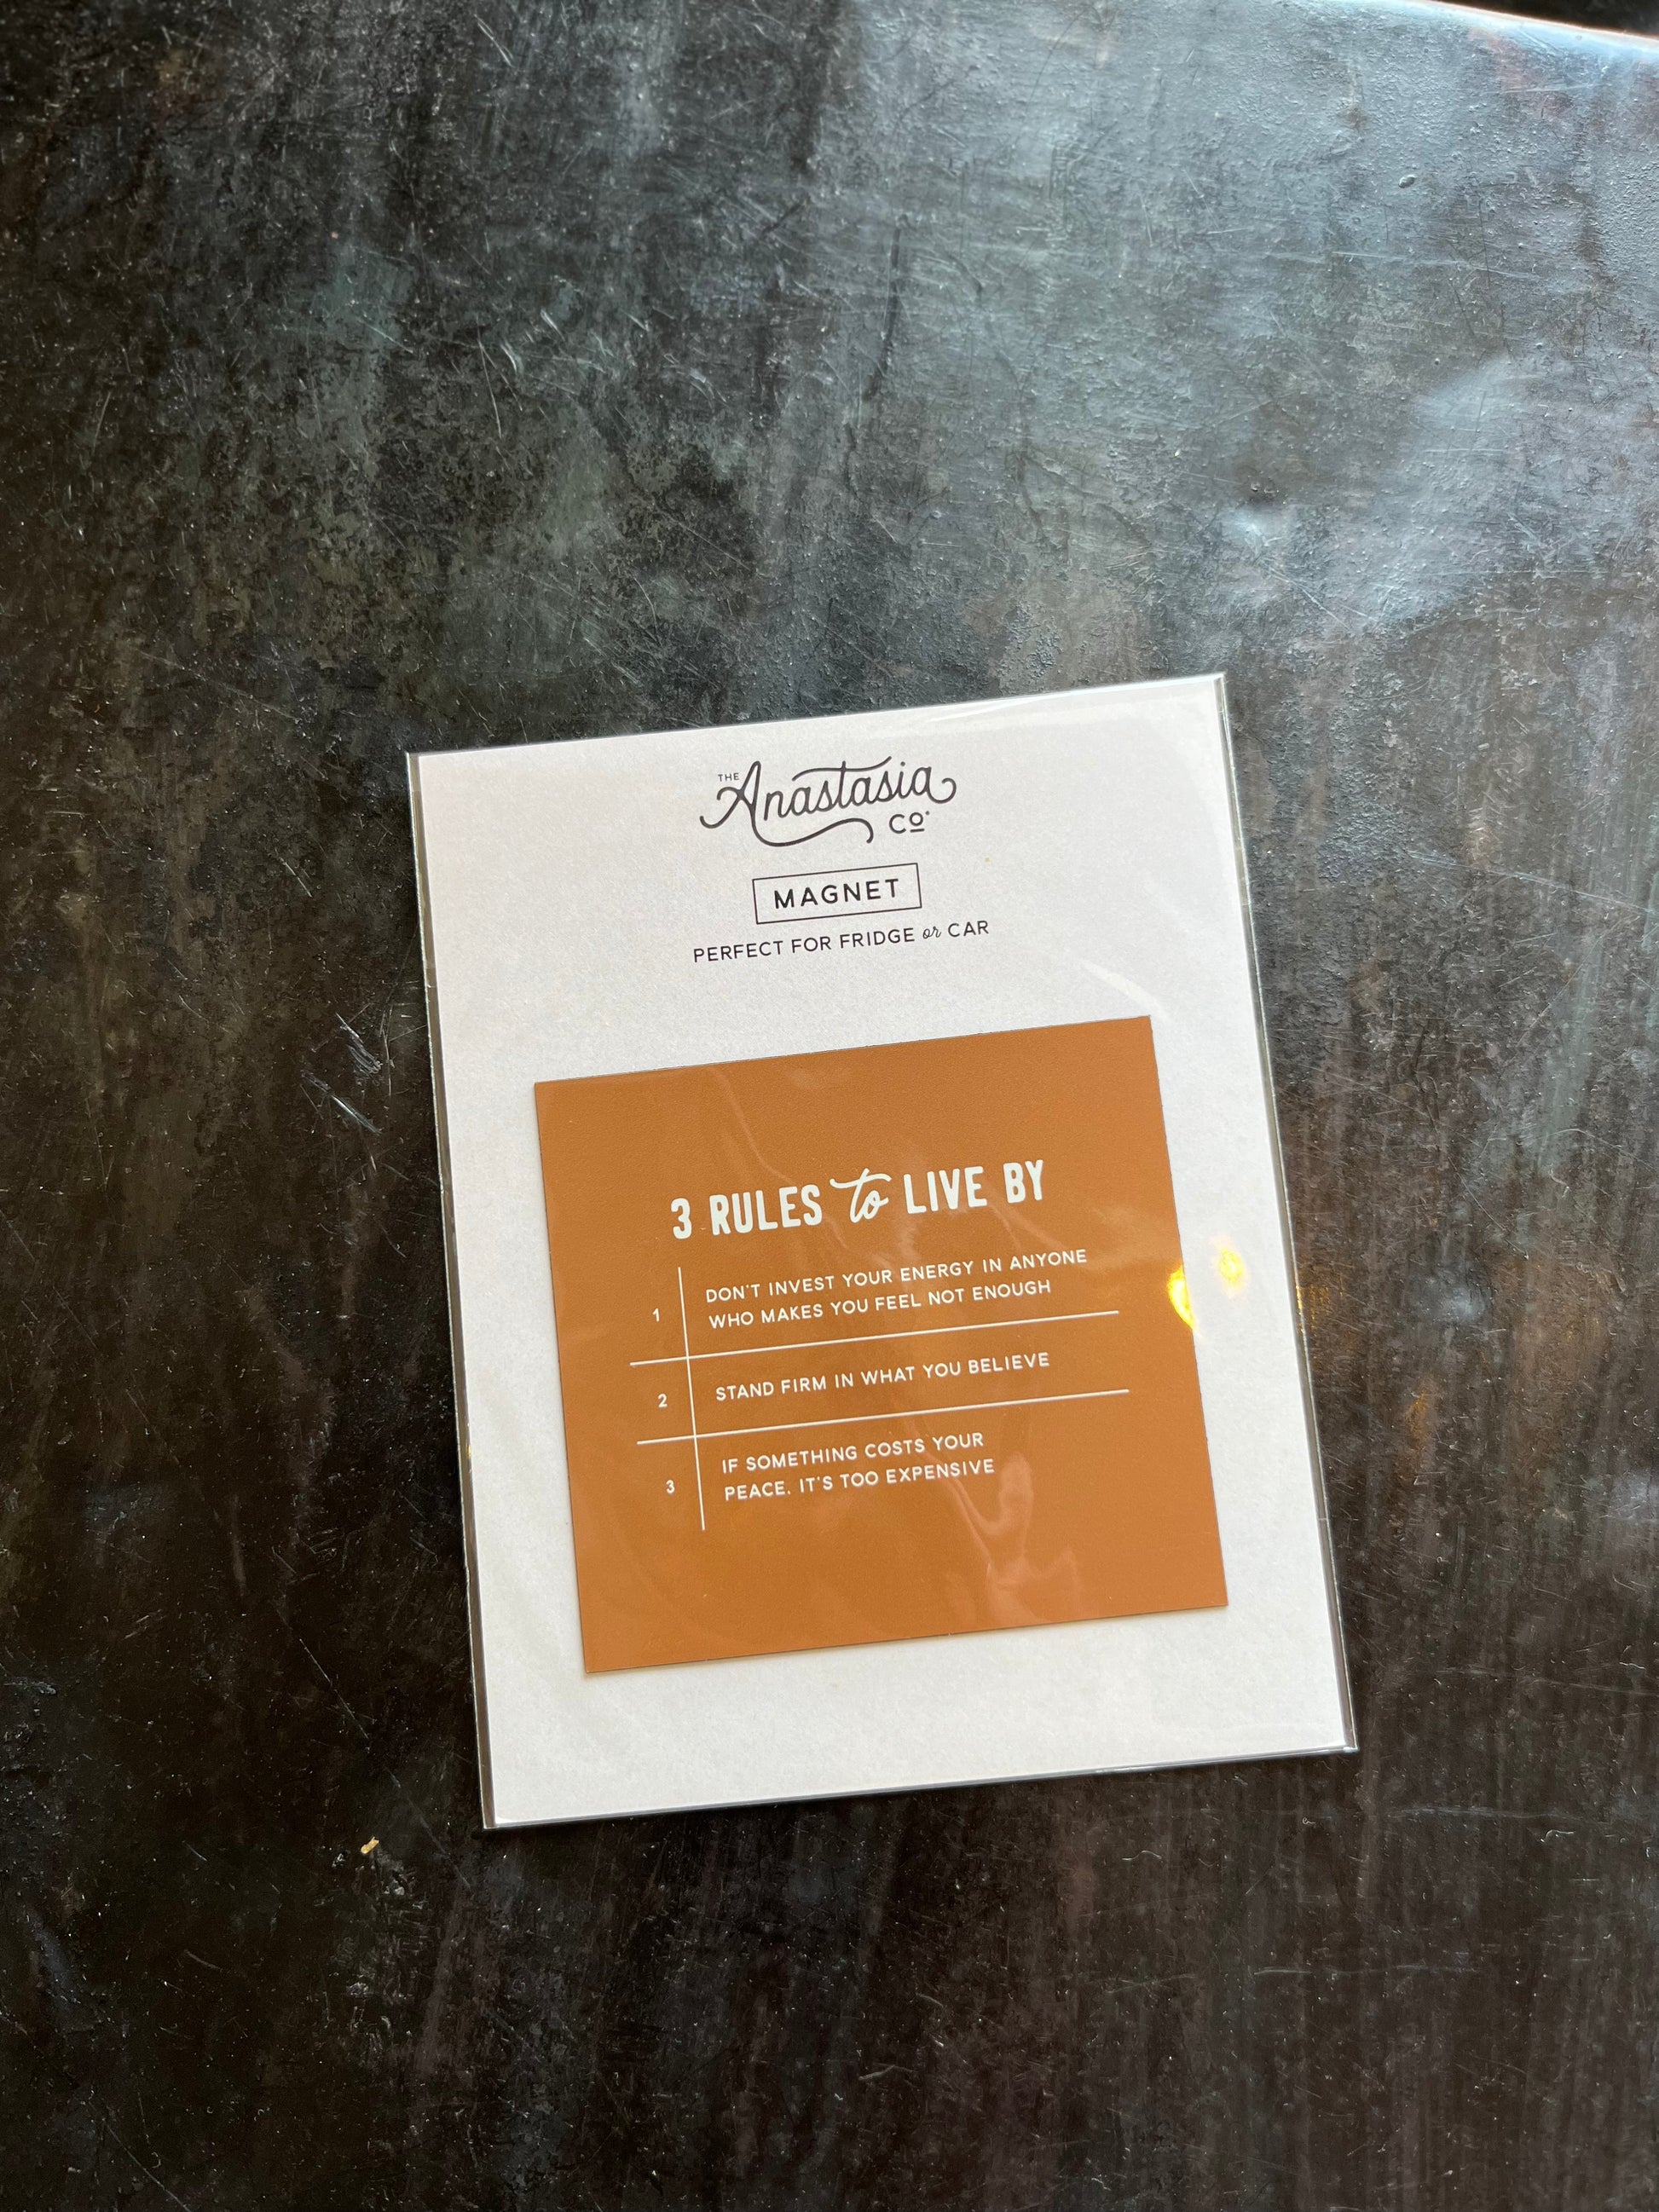 THE
Anastasia
CO.
MAGNET
PERFECT FOR FRIDGE or CAR
3 RULES to LIVE BY
1 DON'T INVEST YOUR ENERGY IN ANYONE
WHO MAKES YOU FEEL NOT ENOUGH
2 STAND FIRM IN WHAT YOU BELIEVE
3 IF SOMETHING COSTS YOUR
PEACE. IT'S TOO EXPENSIVE